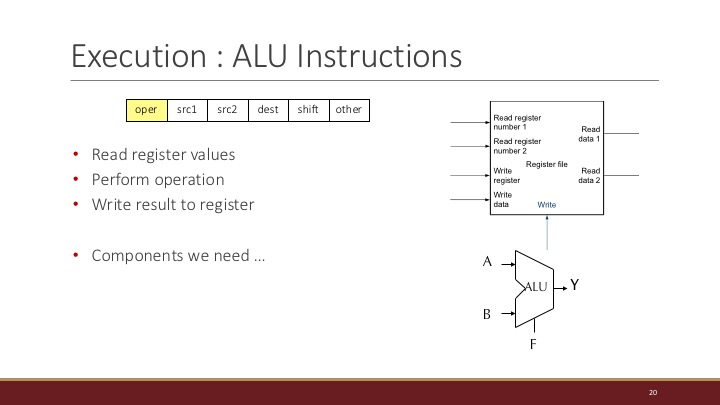 Execution : ALU Instructions
oper src1 src2 dest shift other
• Read register values
• Perform operation
• Write result to register
• Components we need ...
Read register
number 1
Read register
number 2
Write
register
Write
data
Register file
Write
Read
data 1
Read
data 2
A
B
ALU
Y
F
20